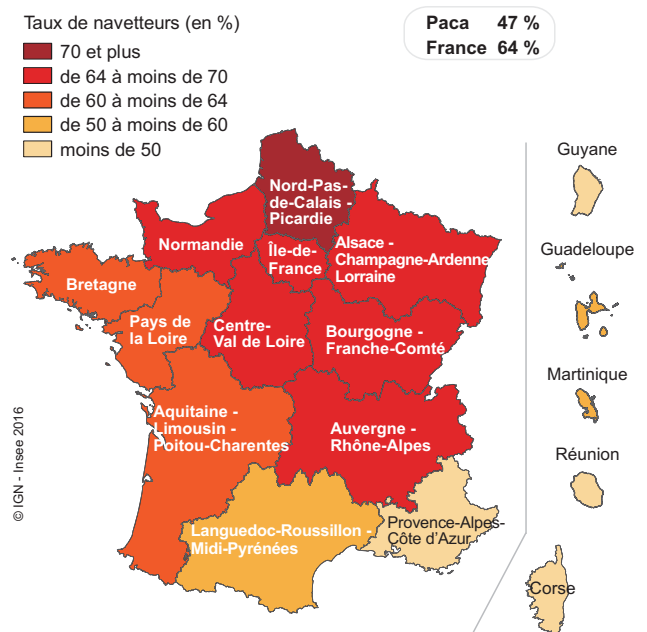 Taux de navetteurs (en %)
70 et plus
de 64 à moins de 70
de 60 à moins de 64
de 50 à moins de 60
moins de 50
Paca 47 %
France 64 %
Nord-Pas-
de-Calais -
Picardie
Normandie
Île-de-
France
Alsace -
Champagne-Ardenne
Lorraine
Bretagne
Pays de
la Loire
Centre-
Val de Loire
Bourgogne -
Franche-Comté
Aquitaine -
Limousin -
Poitou-Charentes
Auvergne -
Rhône-Alpes
Languedoc-Roussillon -
Midi-Pyrénées
Provence-Alpes-
Côte d'Azur
Guyane
Guadeloupe
Martinique
Réunion
Corse
© IGN - Insee 2016